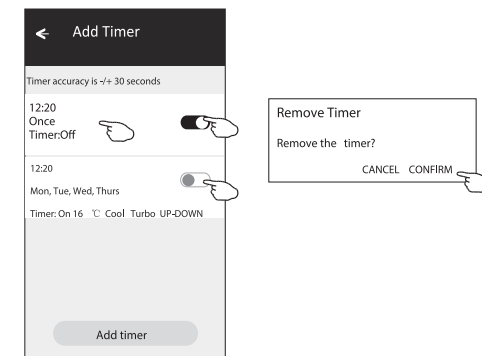 Add Timer
Timer accuracy is -/+ 30 seconds
12:20
Once
Timer:Off
12:20
Mon, Tue, Wed, Thurs
Timer: On 16 ℃ Cool Turbo UP-DOWN
Add timer
Remove Timer
Remove the timer?
CANCEL CONFIRM